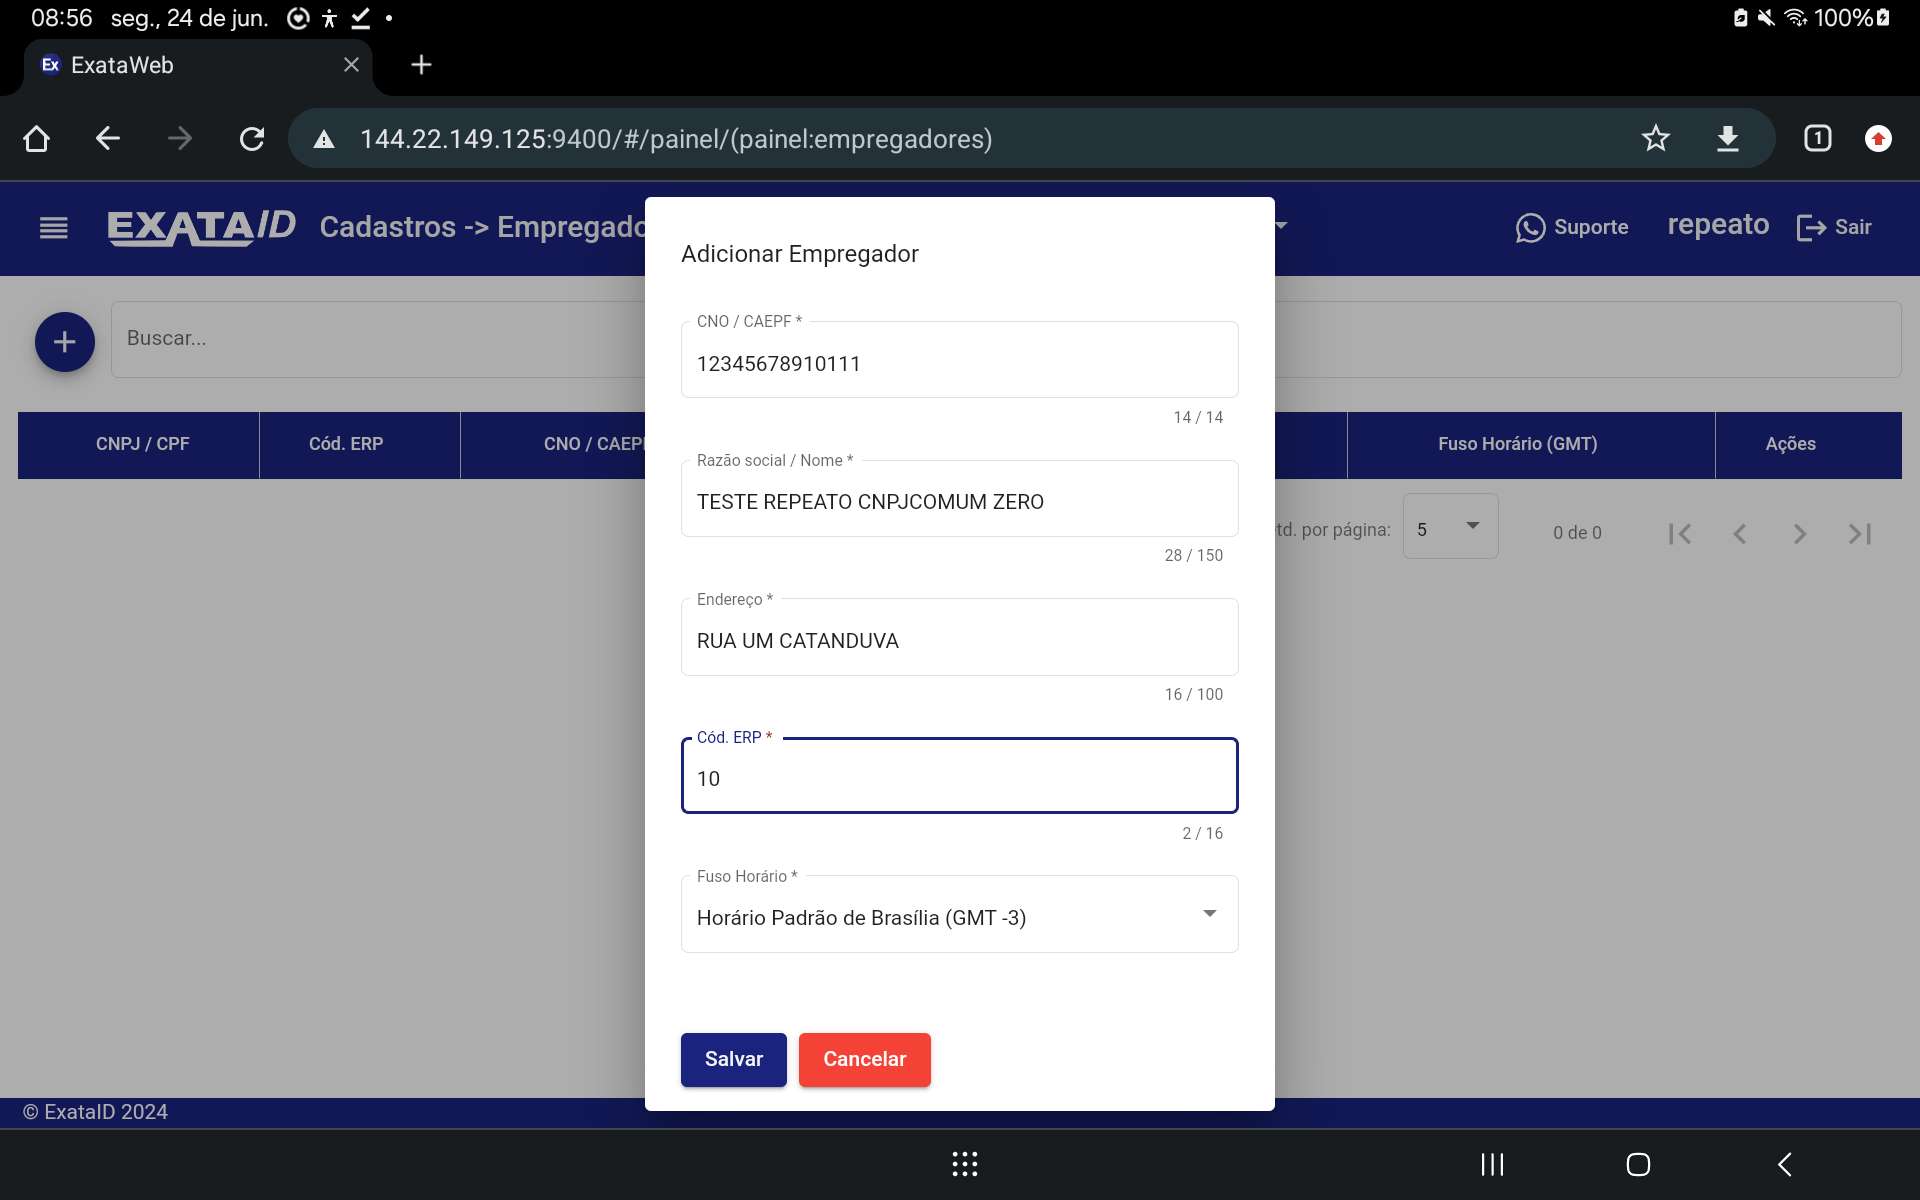 08:56 seg., 24 de jun.
100%
Ex ExataWeb
144.22.149.125:9400/#/painel/(painel:empregadores)
1
EXATAID Cadastros -> Empregado
Suporte repeato Sair
Buscar...
CNPJ / CPF Cód. ERP CNO / CAEPF Fuso Horário (GMT) Ações
td. por página: 5 0 de 0
Adicionar Empregador
CNO / CAEPF *
12345678910111
14 / 14
Razão social / Nome *
TESTE REPEATO CNPJCOMUM ZERO
28 / 150
Endereço *
RUA UM CATANDUVA
16 / 100
Cód. ERP *
10
2 / 16
Fuso Horário *
Horário Padrão de Brasília (GMT -3)
Salvar Cancelar
© ExataID 2024